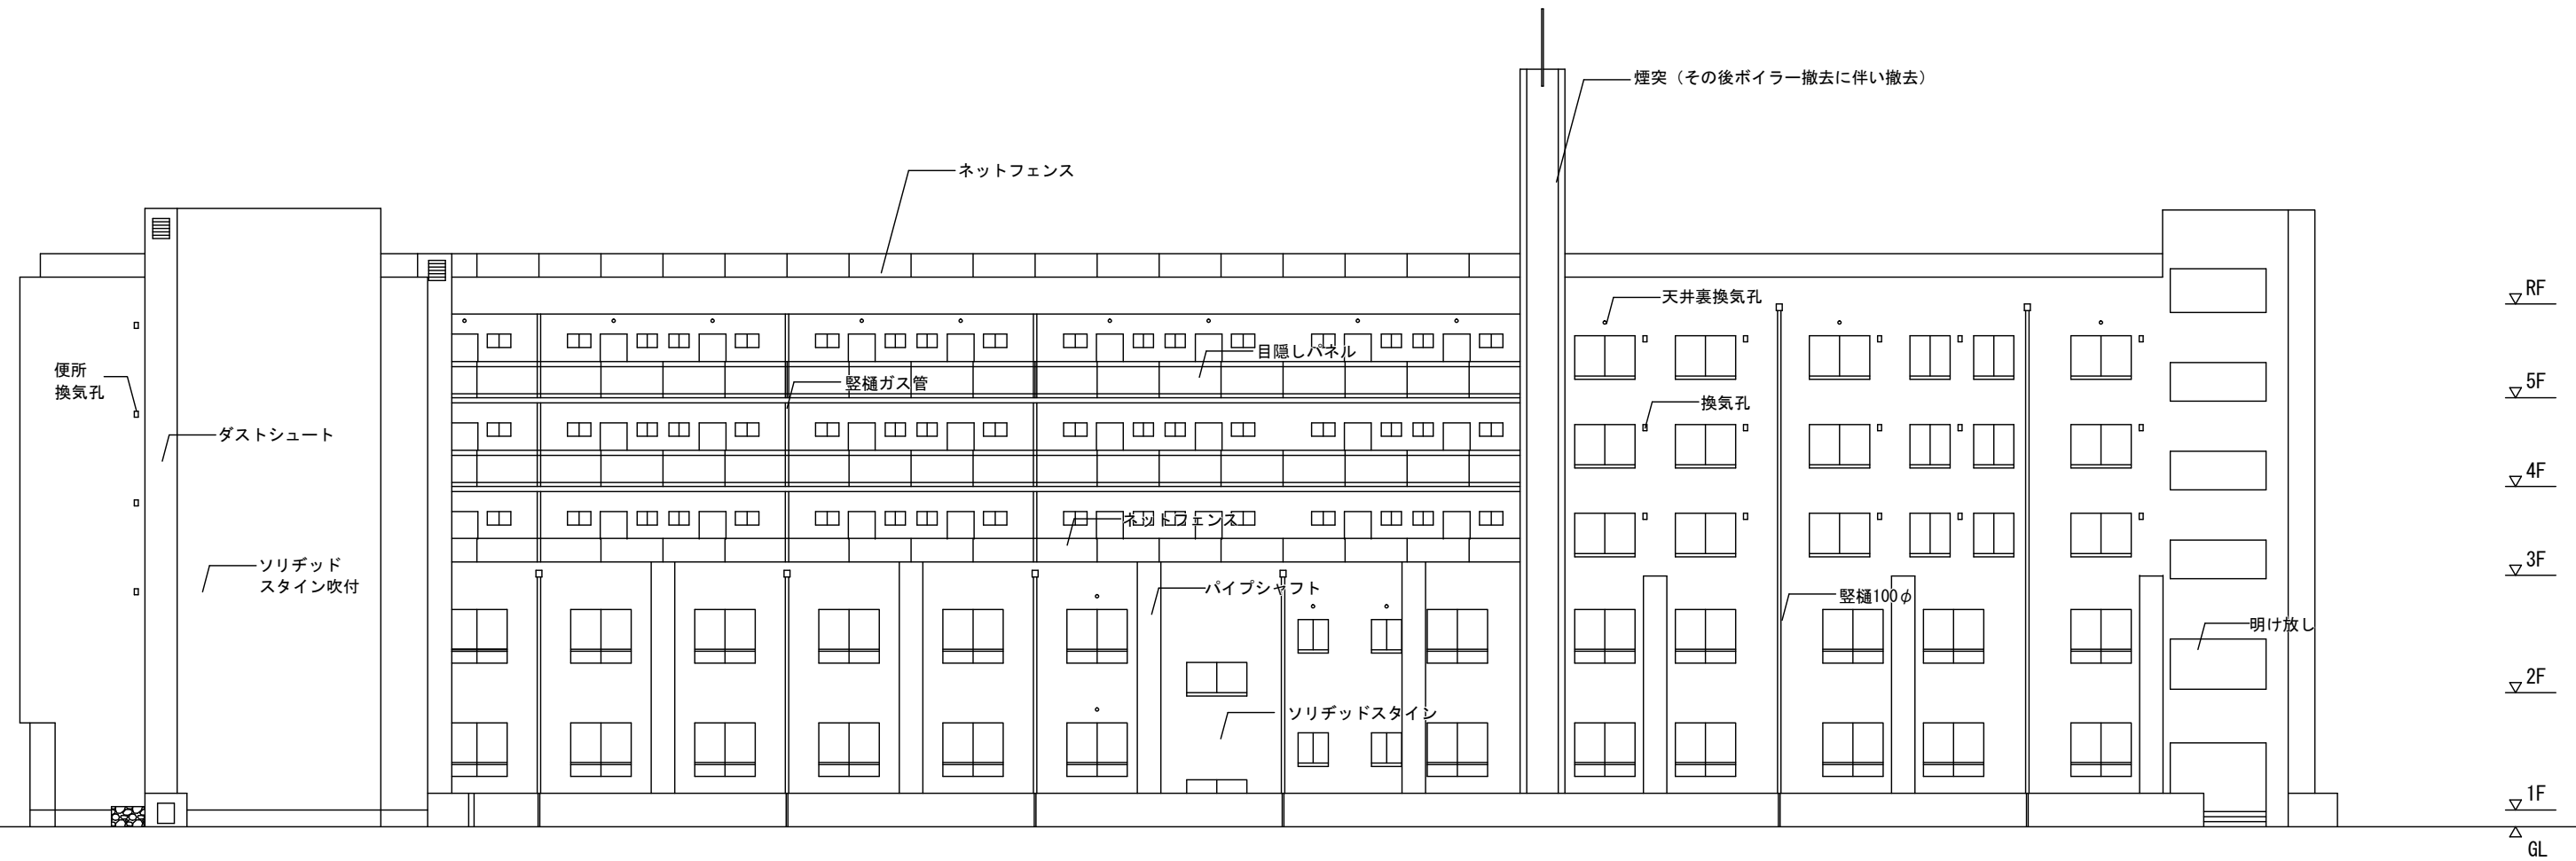 煙突（その後ボイラー撤去に伴い撤去）
ネットフェンス
天井裏換気孔
RF
目隠しパネル
便所
換気孔
竪樋ガス管
5F
換気孔
ダストシュート
4F
ネットフェンス
ソリヂッド
スタイン吹付
3F
パイプシャフト
竪樋100φ
明け放し
2F
ソリヂッドスタイン
1F
GL